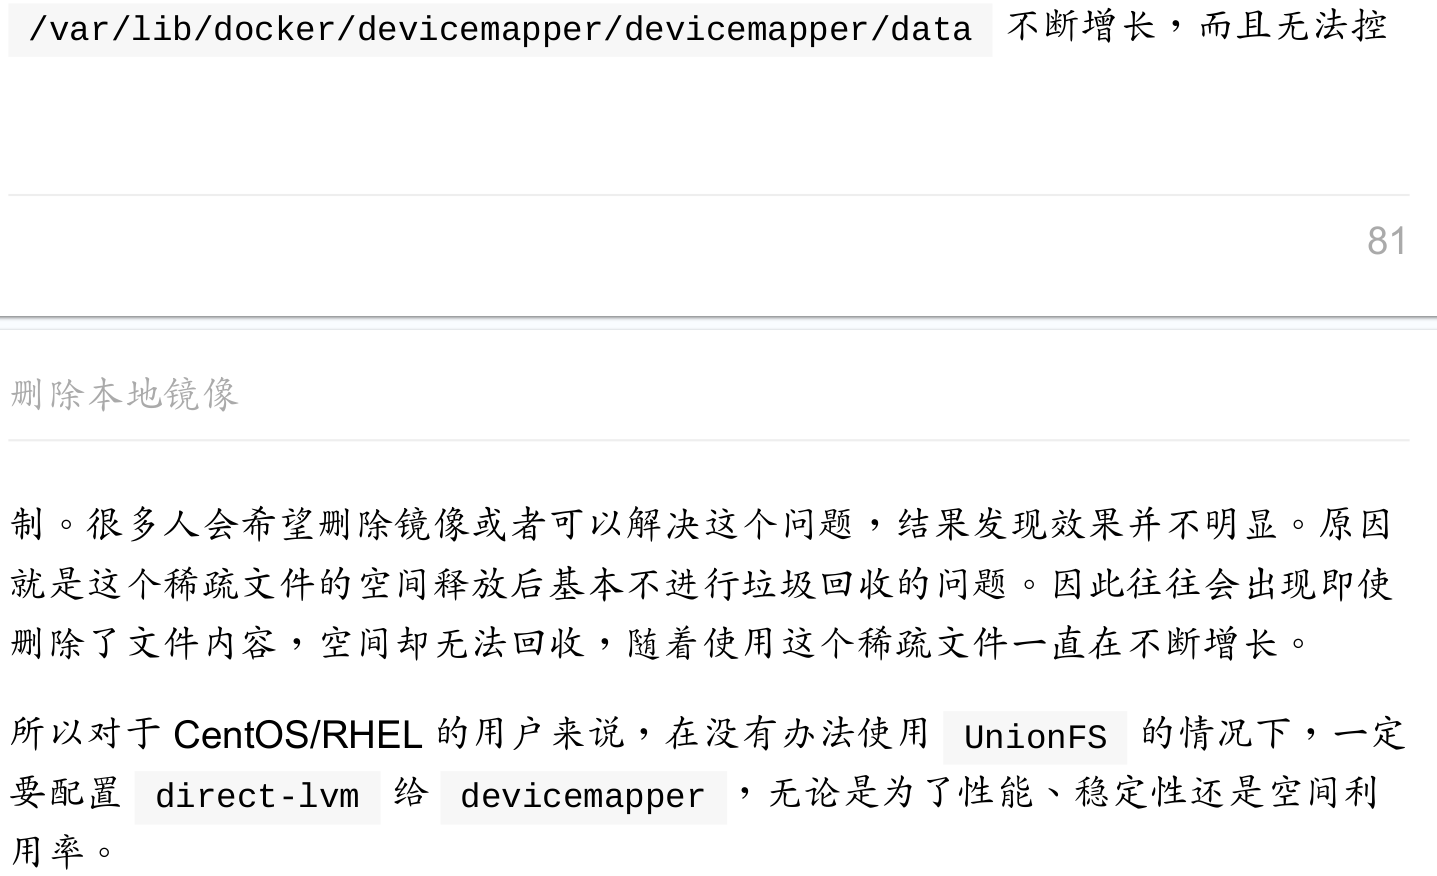 /var/lib/docker/devicemapper/devicemapper/data 不断增长，而且无法控
81
删除本地镜像
制。很多人会希望删除镜像或者可以解决这个问题，结果发现效果并不明显。原因
就是这个稀疏文件的空间释放后基本不进行垃圾回收的问题。因此往往会出现即使
删除了文件内容，空间却无法回收，随着使用这个稀疏文件一直在不断增长。
所以对于 CentOS/RHEL 的用户来说，在没有办法使用 UnionFS 的情况下，一定
要配置 direct-lvm 给 devicemapper ，无论是为了性能、稳定性还是空间利
用率。